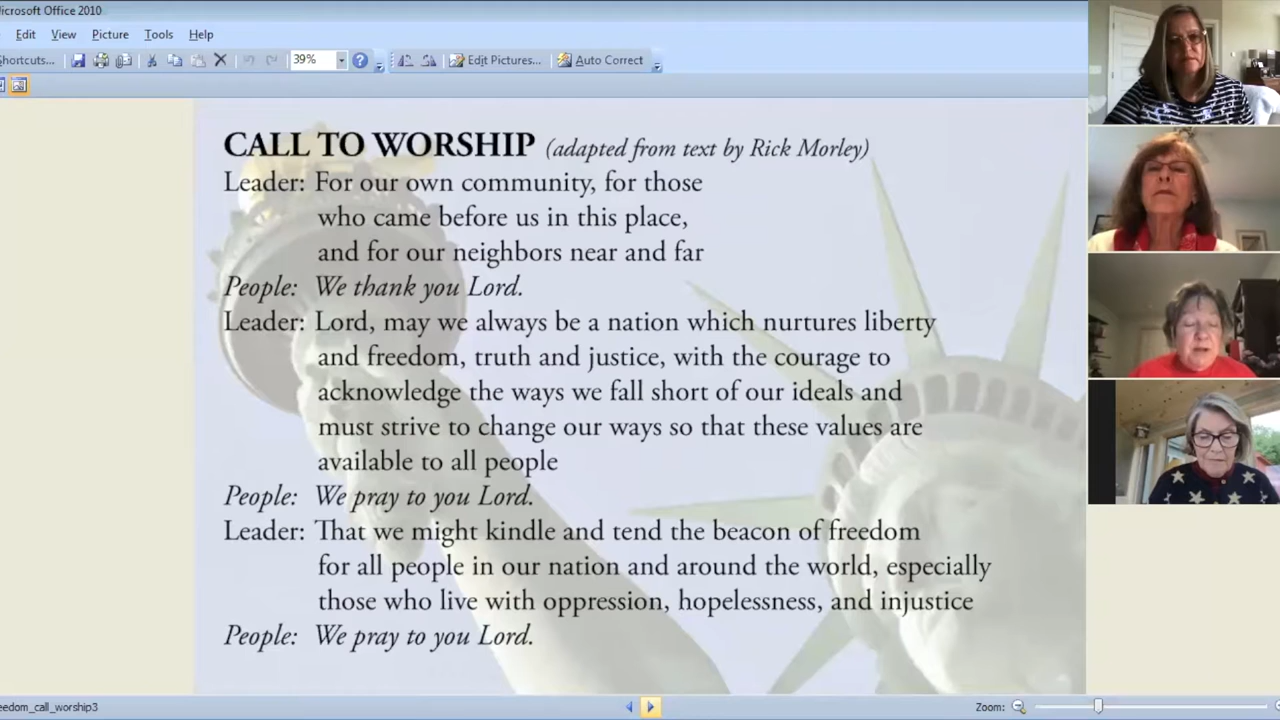 icrosoft Office 2010
Edit View Picture Tools Help
hortcuts... 39% Edit Pictures... Auto Correct
CALL TO WORSHIP (adapted from text by Rick Morley)
Leader: For our own community, for those
who came before us in this place,
and for our neighbors near and far
People: We thank you Lord.
Leader: Lord, may we always be a nation which nurtures liberty
and freedom, truth and justice, with the courage to
acknowledge the ways we fall short of our ideals and
must strive to change our ways so that these values are
available to all people
People: We pray to you Lord.
Leader: That we might kindle and tend the beacon of freedom
for all people in our nation and around the world, especially
those who live with oppression, hopelessness, and injustice
People: We pray to you Lord.
eedom_call_worship3 Zoom: